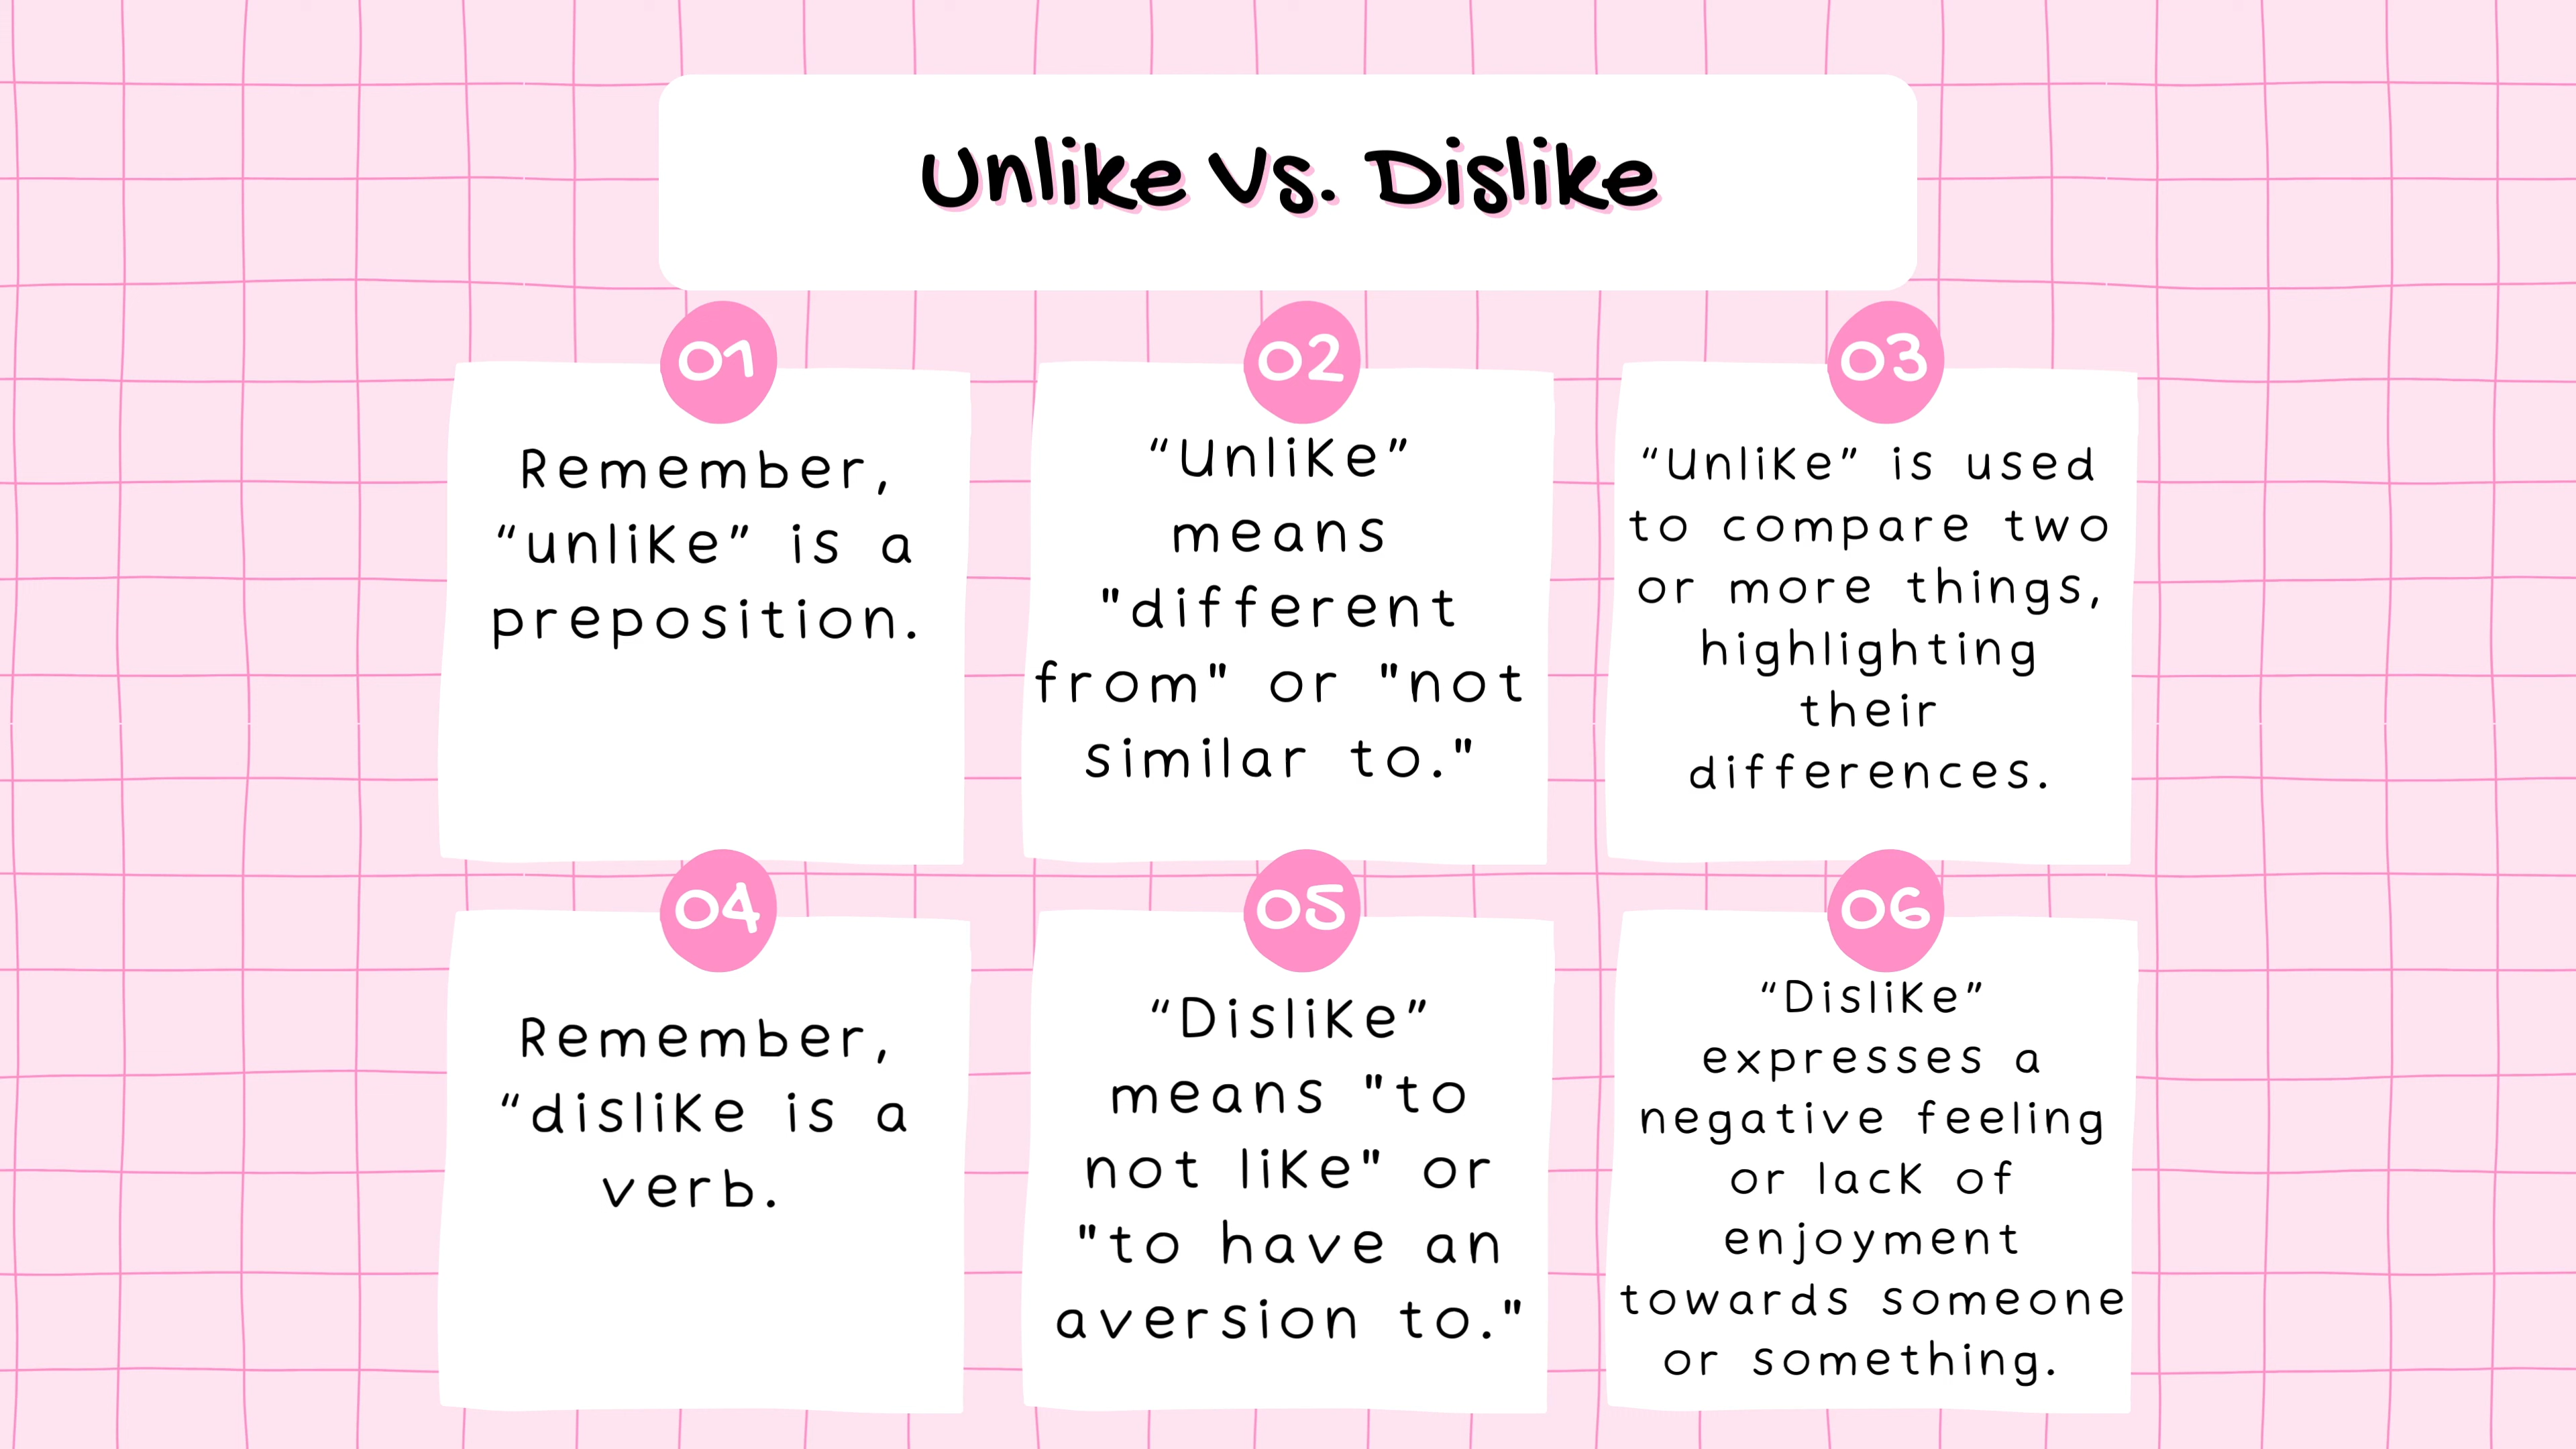 Unlike Vs. Dislike
01
Remember,
“unlike” is a
preposition.
02
“Unlike”
means
"different
from" or "not
similar to."
03
“Unlike” is used
to compare two
or more things,
highlighting
their
differences.
04
Remember,
“dislike is a
verb.
05
“Dislike”
means "to
not like" or
"to have an
aversion to."
06
“Dislike”
expresses a
negative feeling
or lack of
enjoyment
towards someone
or something.